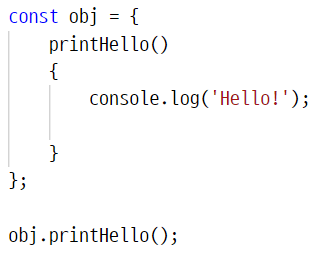 const obj = {
    printHello()
    {
        console.log('Hello!');

    }
};

obj.printHello();